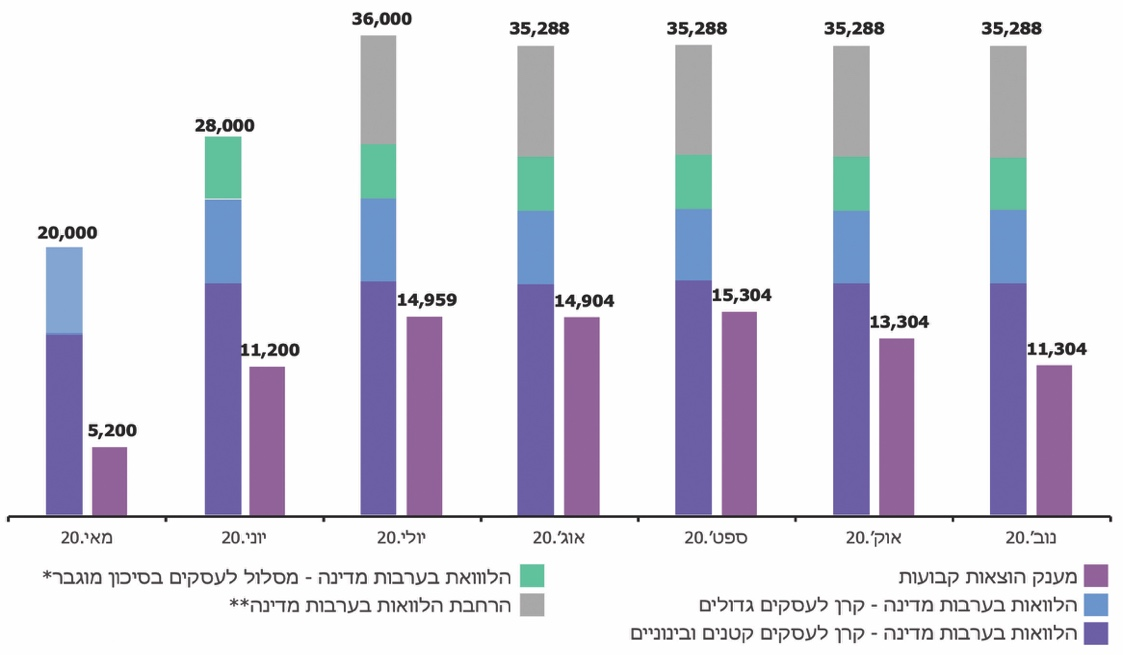 36,000
35,288
35,288
35,288
35,288
28,000
20,000
14,959
14,904
15,304
13,304
11,200
11,304
5,200
מאי.20
יוני.20
יולי.20
אוג'.20
ספט'.20
אוק'.20
נוב'.20
מענק הוצאות קבועות
הלוואות בערבות מדינה - קרן לעסקים גדולים
הלוואות בערבות מדינה - קרן לעסקים קטנים ובינוניים
הלווואת בערבות מדינה - מסלול לעסקים בסיכון מוגבר*
הרחבת הלוואות בערבות מדינה**